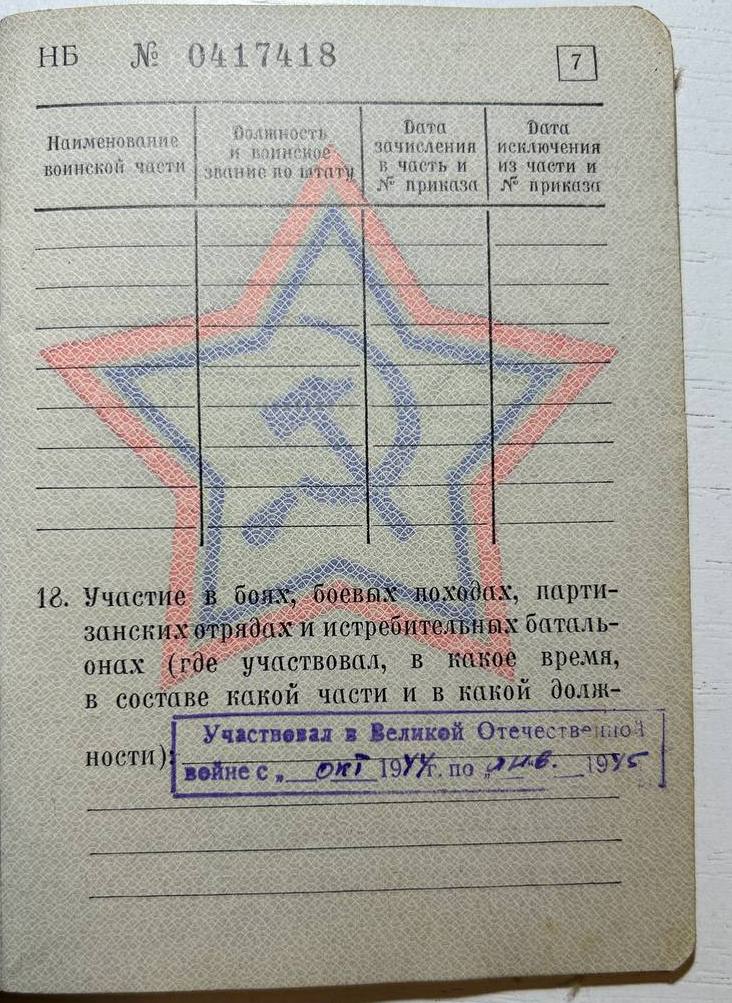 НБ № 0417418 7
Наименование воинской части
Должность и воинское звание по штату
Дата зачисления в часть и № приказа
Дата исключения из части и № приказа
18. Участие в боях, боевых походах, парти-
занских отрядах и истребительных баталь-
онах (где участвовал, в какое время,
в составе какой части и в какой долж-
ности):
Участвовал в Великой Отечественной
войне с „ окт 1944 г. по „ янв. 1945